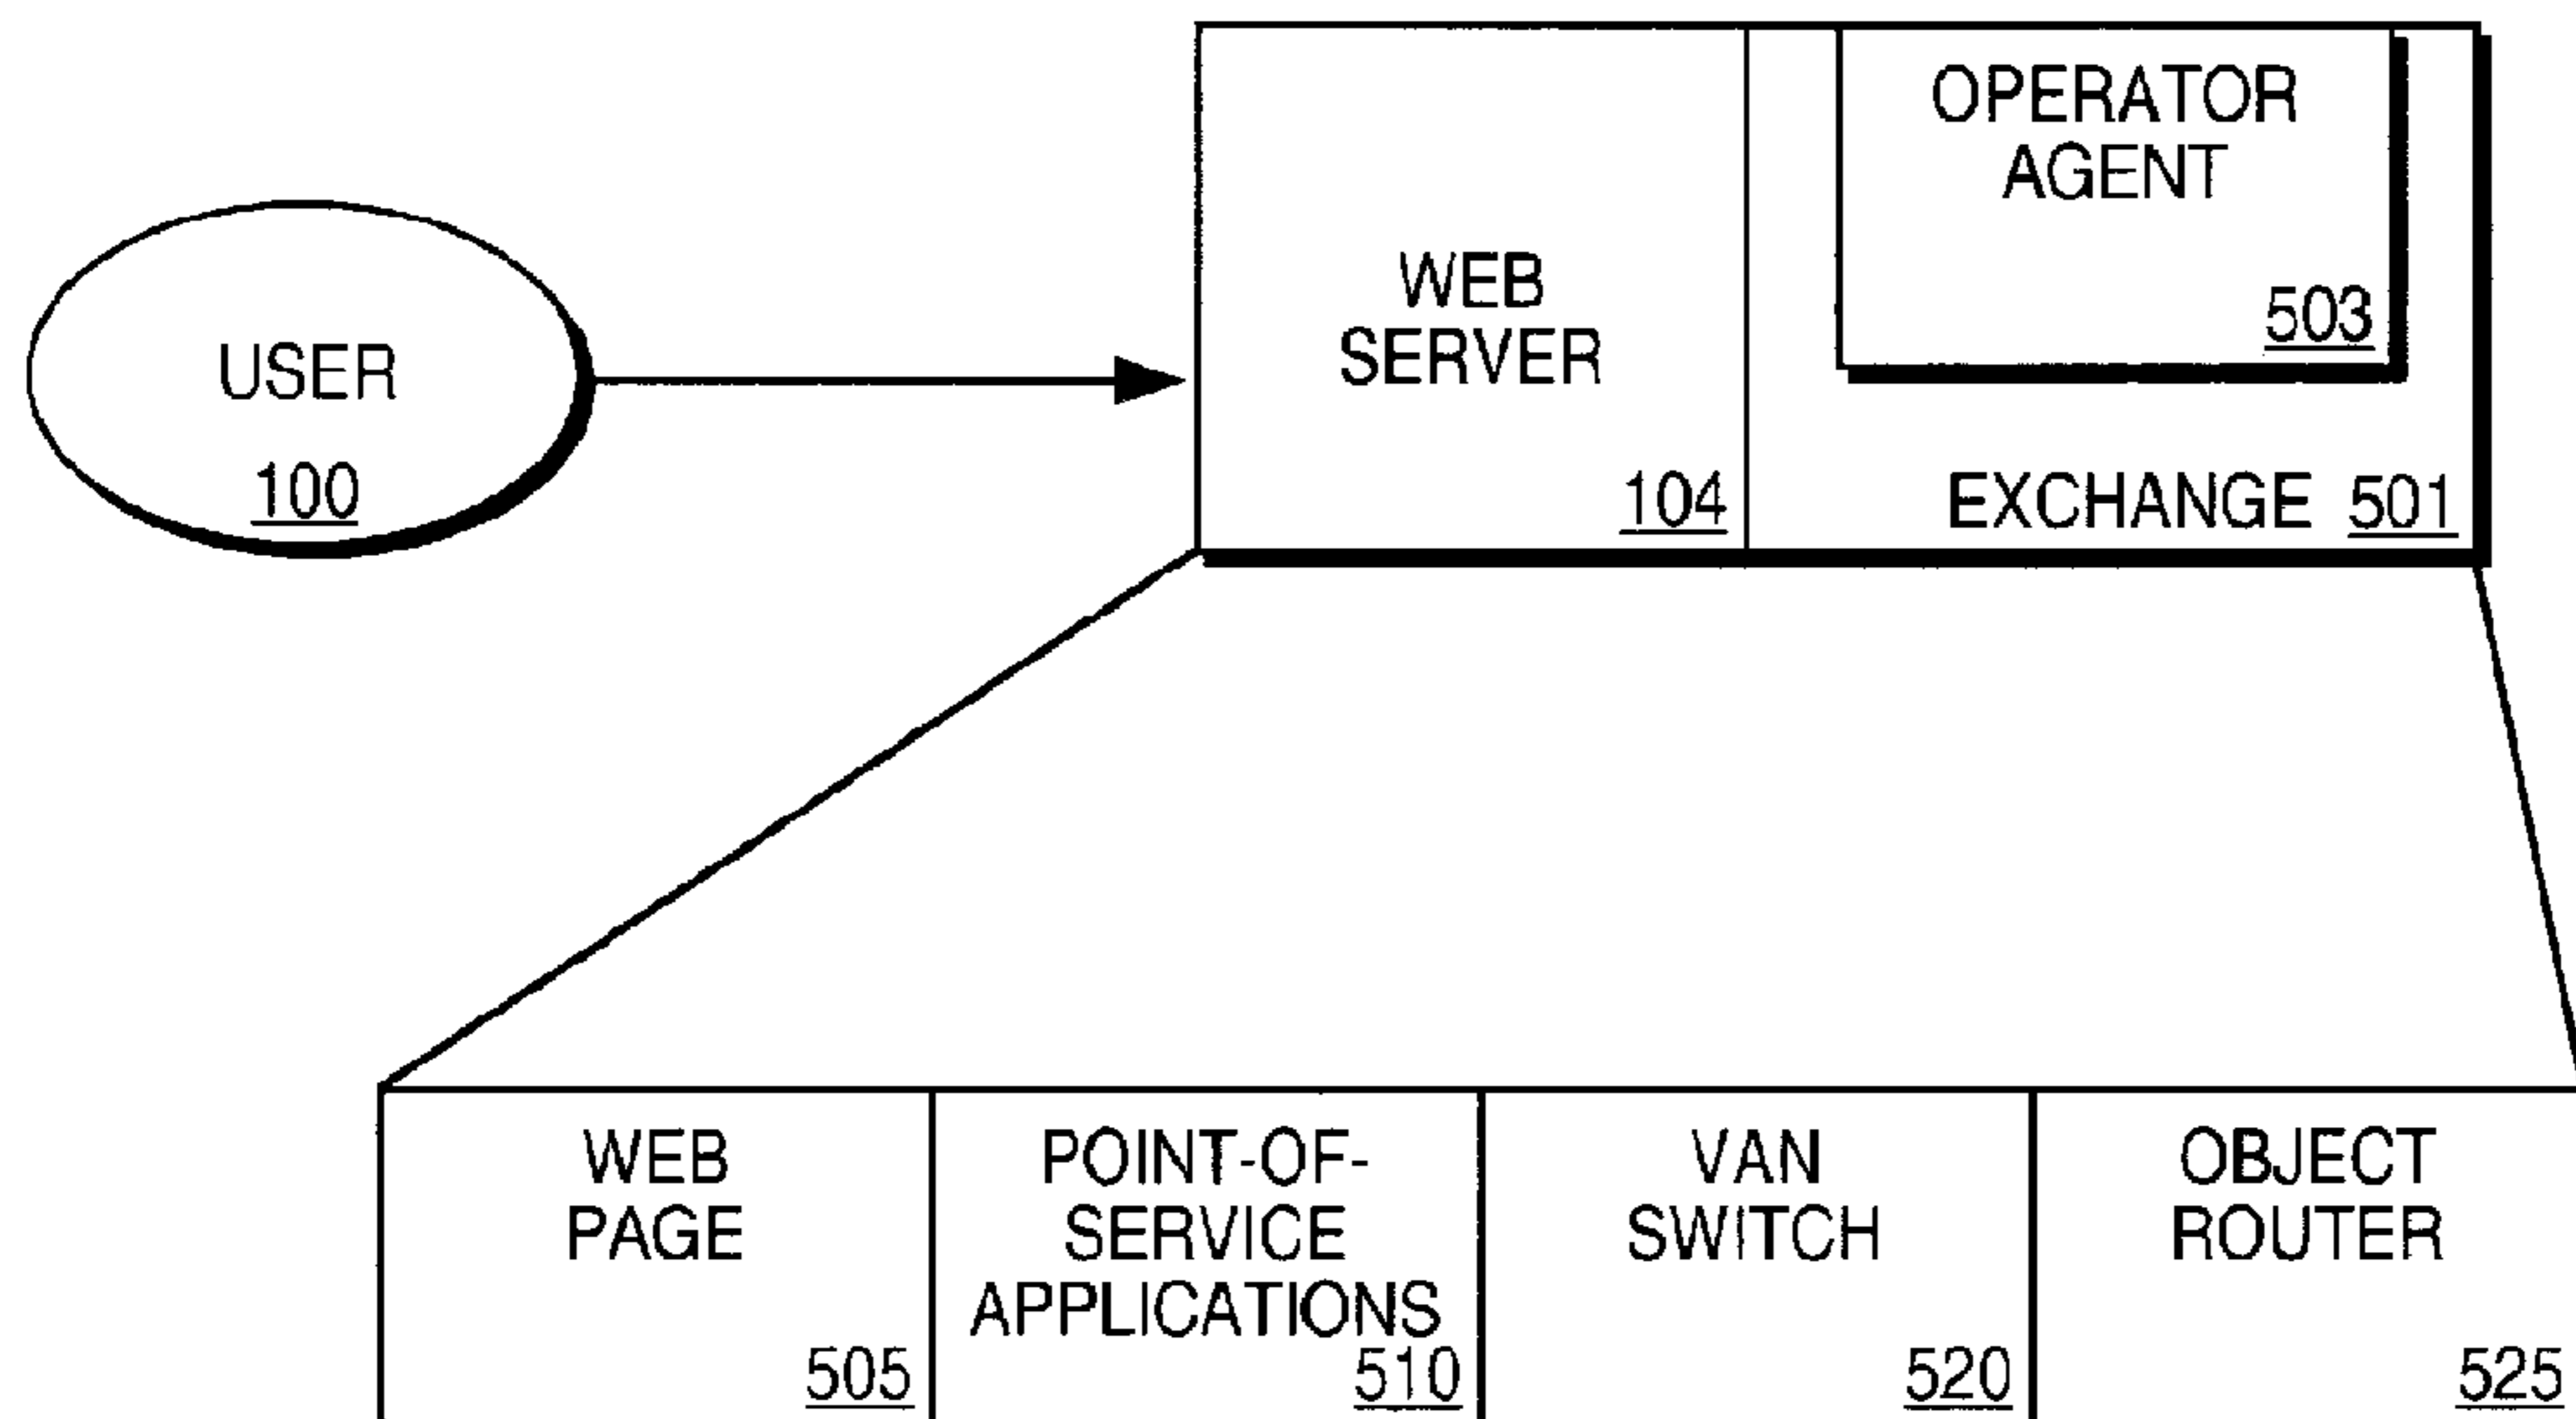 OPERATOR
AGENT
503
WEB
SERVER
104
EXCHANGE 501
USER
100
WEB
PAGE
505
POINT-OF-
SERVICE
APPLICATIONS
510
VAN
SWITCH
520
OBJECT
ROUTER
525